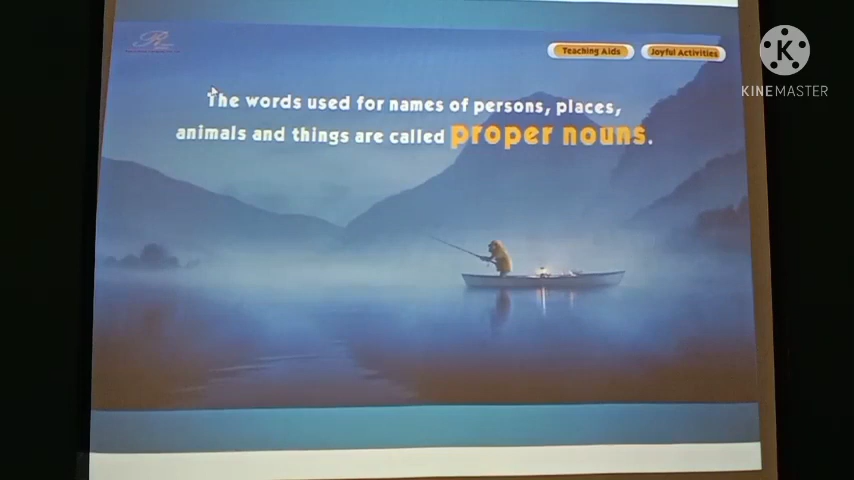 Teaching Aids
Joyful Activities
K
KINEMASTER
The words used for names of persons, places,
animals and things are called proper nouns.